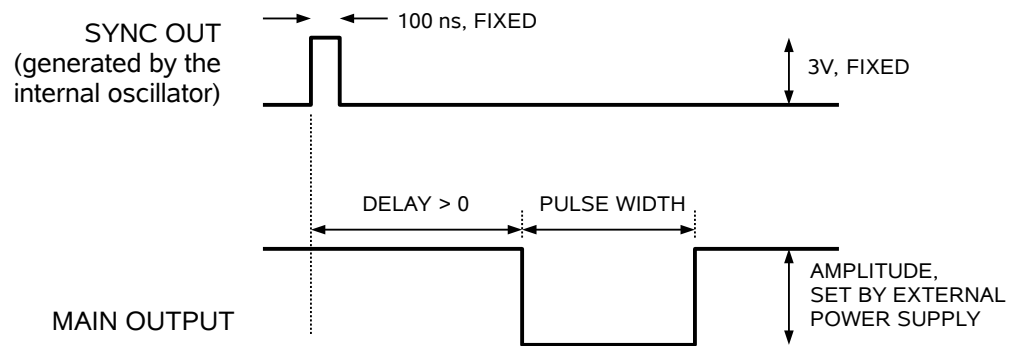 SYNC OUT
(generated by the
internal oscillator)
100 ns, FIXED
3V, FIXED
DELAY > 0
PULSE WIDTH
MAIN OUTPUT
AMPLITUDE,
SET BY EXTERNAL
POWER SUPPLY